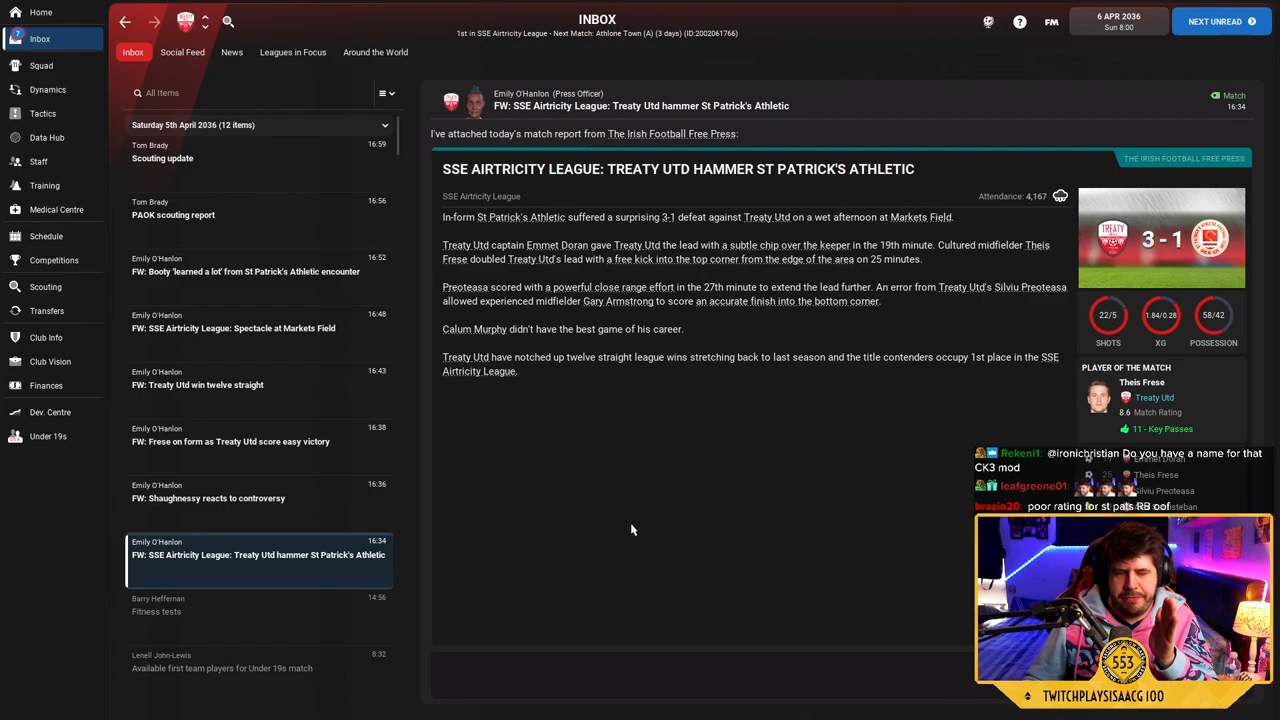 Home
7
Inbox
Squad
Dynamics
Tactics
Data Hub
Staff
Training
Medical Centre
Schedule
Competitions
Scouting
Transfers
Club Info
Club Vision
Finances
Dev. Centre
Under 19s
INBOX
1st in SSE Airtricity League - Next Match: Athlone Town (A) (3 days) (ID:2002061766)
?
FM
6 APR 2036
Sun 8:00
NEXT UNREAD
Inbox
Social Feed
News
Leagues in Focus
Around the World
All Items
Saturday 5th April 2036 (12 items)
Tom Brady
16:59
Scouting update
Tom Brady
16:56
PAOK scouting report
Emily O'Hanlon
16:52
FW: Booty 'learned a lot' from St Patrick's Athletic encounter
Emily O'Hanlon
16:48
FW: SSE Airtricity League: Spectacle at Markets Field
Emily O'Hanlon
16:43
FW: Treaty Utd win twelve straight
Emily O'Hanlon
16:38
FW: Frese on form as Treaty Utd score easy victory
Emily O'Hanlon
16:36
FW: Shaughnessy reacts to controversy
Emily O'Hanlon
16:34
FW: SSE Airtricity League: Treaty Utd hammer St Patrick's Athletic
Barry Heffernan
14:56
Fitness tests
Lenell John-Lewis
8:32
Available first team players for Under 19s match
Emily O'Hanlon (Press Officer)
FW: SSE Airtricity League: Treaty Utd hammer St Patrick's Athletic
Match
16:34
I've attached today's match report from The Irish Football Free Press:
THE IRISH FOOTBALL FREE PRESS
SSE AIRTRICITY LEAGUE: TREATY UTD HAMMER ST PATRICK'S ATHLETIC
SSE Airtricity League
Attendance: 4,167
In-form St Patrick's Athletic suffered a surprising 3-1 defeat against Treaty Utd on a wet afternoon at Markets Field.
Treaty Utd captain Emmet Doran gave Treaty Utd the lead with a subtle chip over the keeper in the 19th minute. Cultured midfielder Theis
Frese doubled Treaty Utd's lead with a free kick into the top corner from the edge of the area on 25 minutes.
Preoteasa scored with a powerful close range effort in the 27th minute to extend the lead further. An error from Treaty Utd's Silviu Preoteasa
allowed experienced midfielder Gary Armstrong to score an accurate finish into the bottom corner.
Calum Murphy didn't have the best game of his career.
Treaty Utd have notched up twelve straight league wins stretching back to last season and the title contenders occupy 1st place in the SSE
Airtricity League.
TREATY
3-1
22/5
1.84/0.28
58/42
SHOTS
XG
POSSESSION
PLAYER OF THE MATCH
Theis Frese
Treaty Utd
8.6 Match Rating
11 - Key Passes
Emmet Doran
25
Theis Frese
Silviu Preoteasa
Rekeni1: @ironichristian Do you have a name for that
CK3 mod
leafgreene01:
brazio20 poor rating for st pats RB oof
553
TWITCHPLAYSISAACG 100